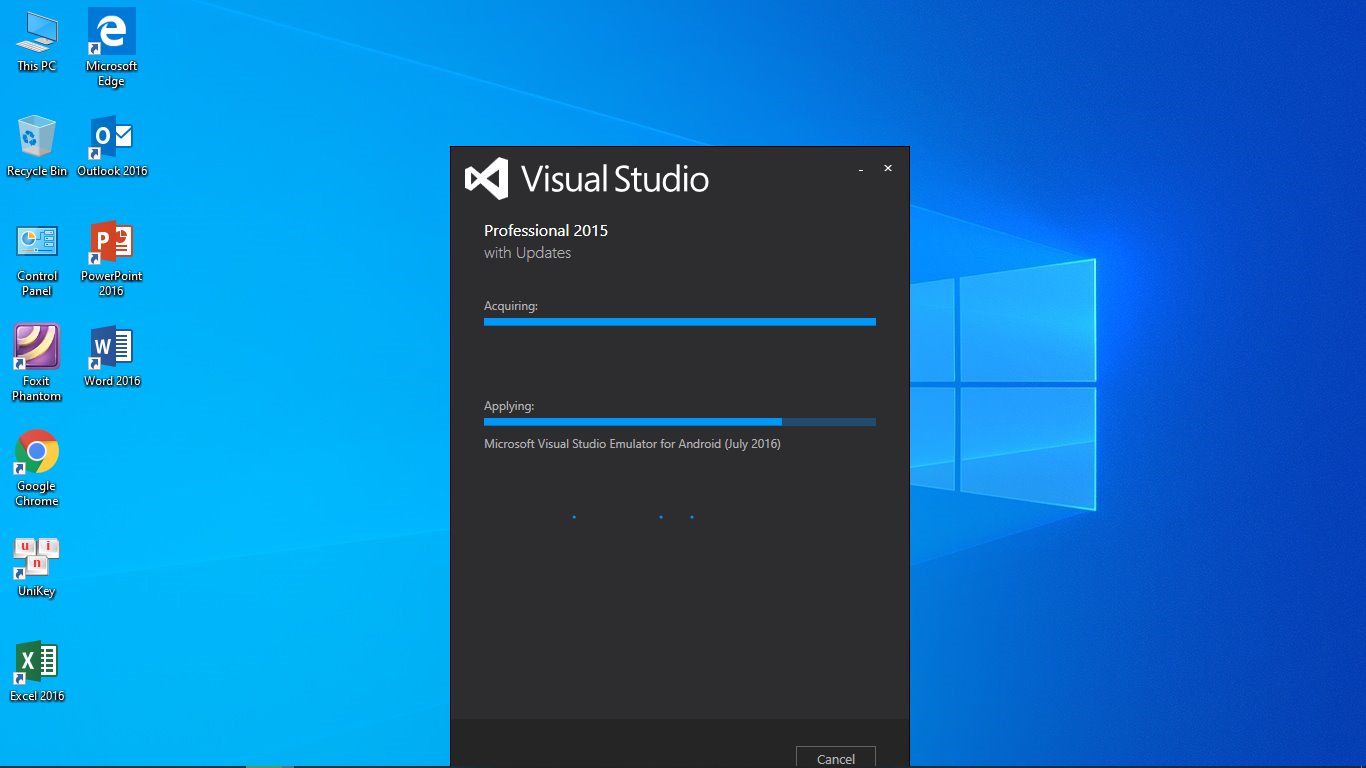 This PC
Microsoft
Edge
Recycle Bin
Outlook 2016
Control
Panel
PowerPoint
2016
Foxit
Phantom
Word 2016
Google
Chrome
u i
n
UniKey
Excel 2016
Visual Studio
Professional 2015
with Updates
Acquiring:
Applying:
Microsoft Visual Studio Emulator for Android (July 2016)
Cancel